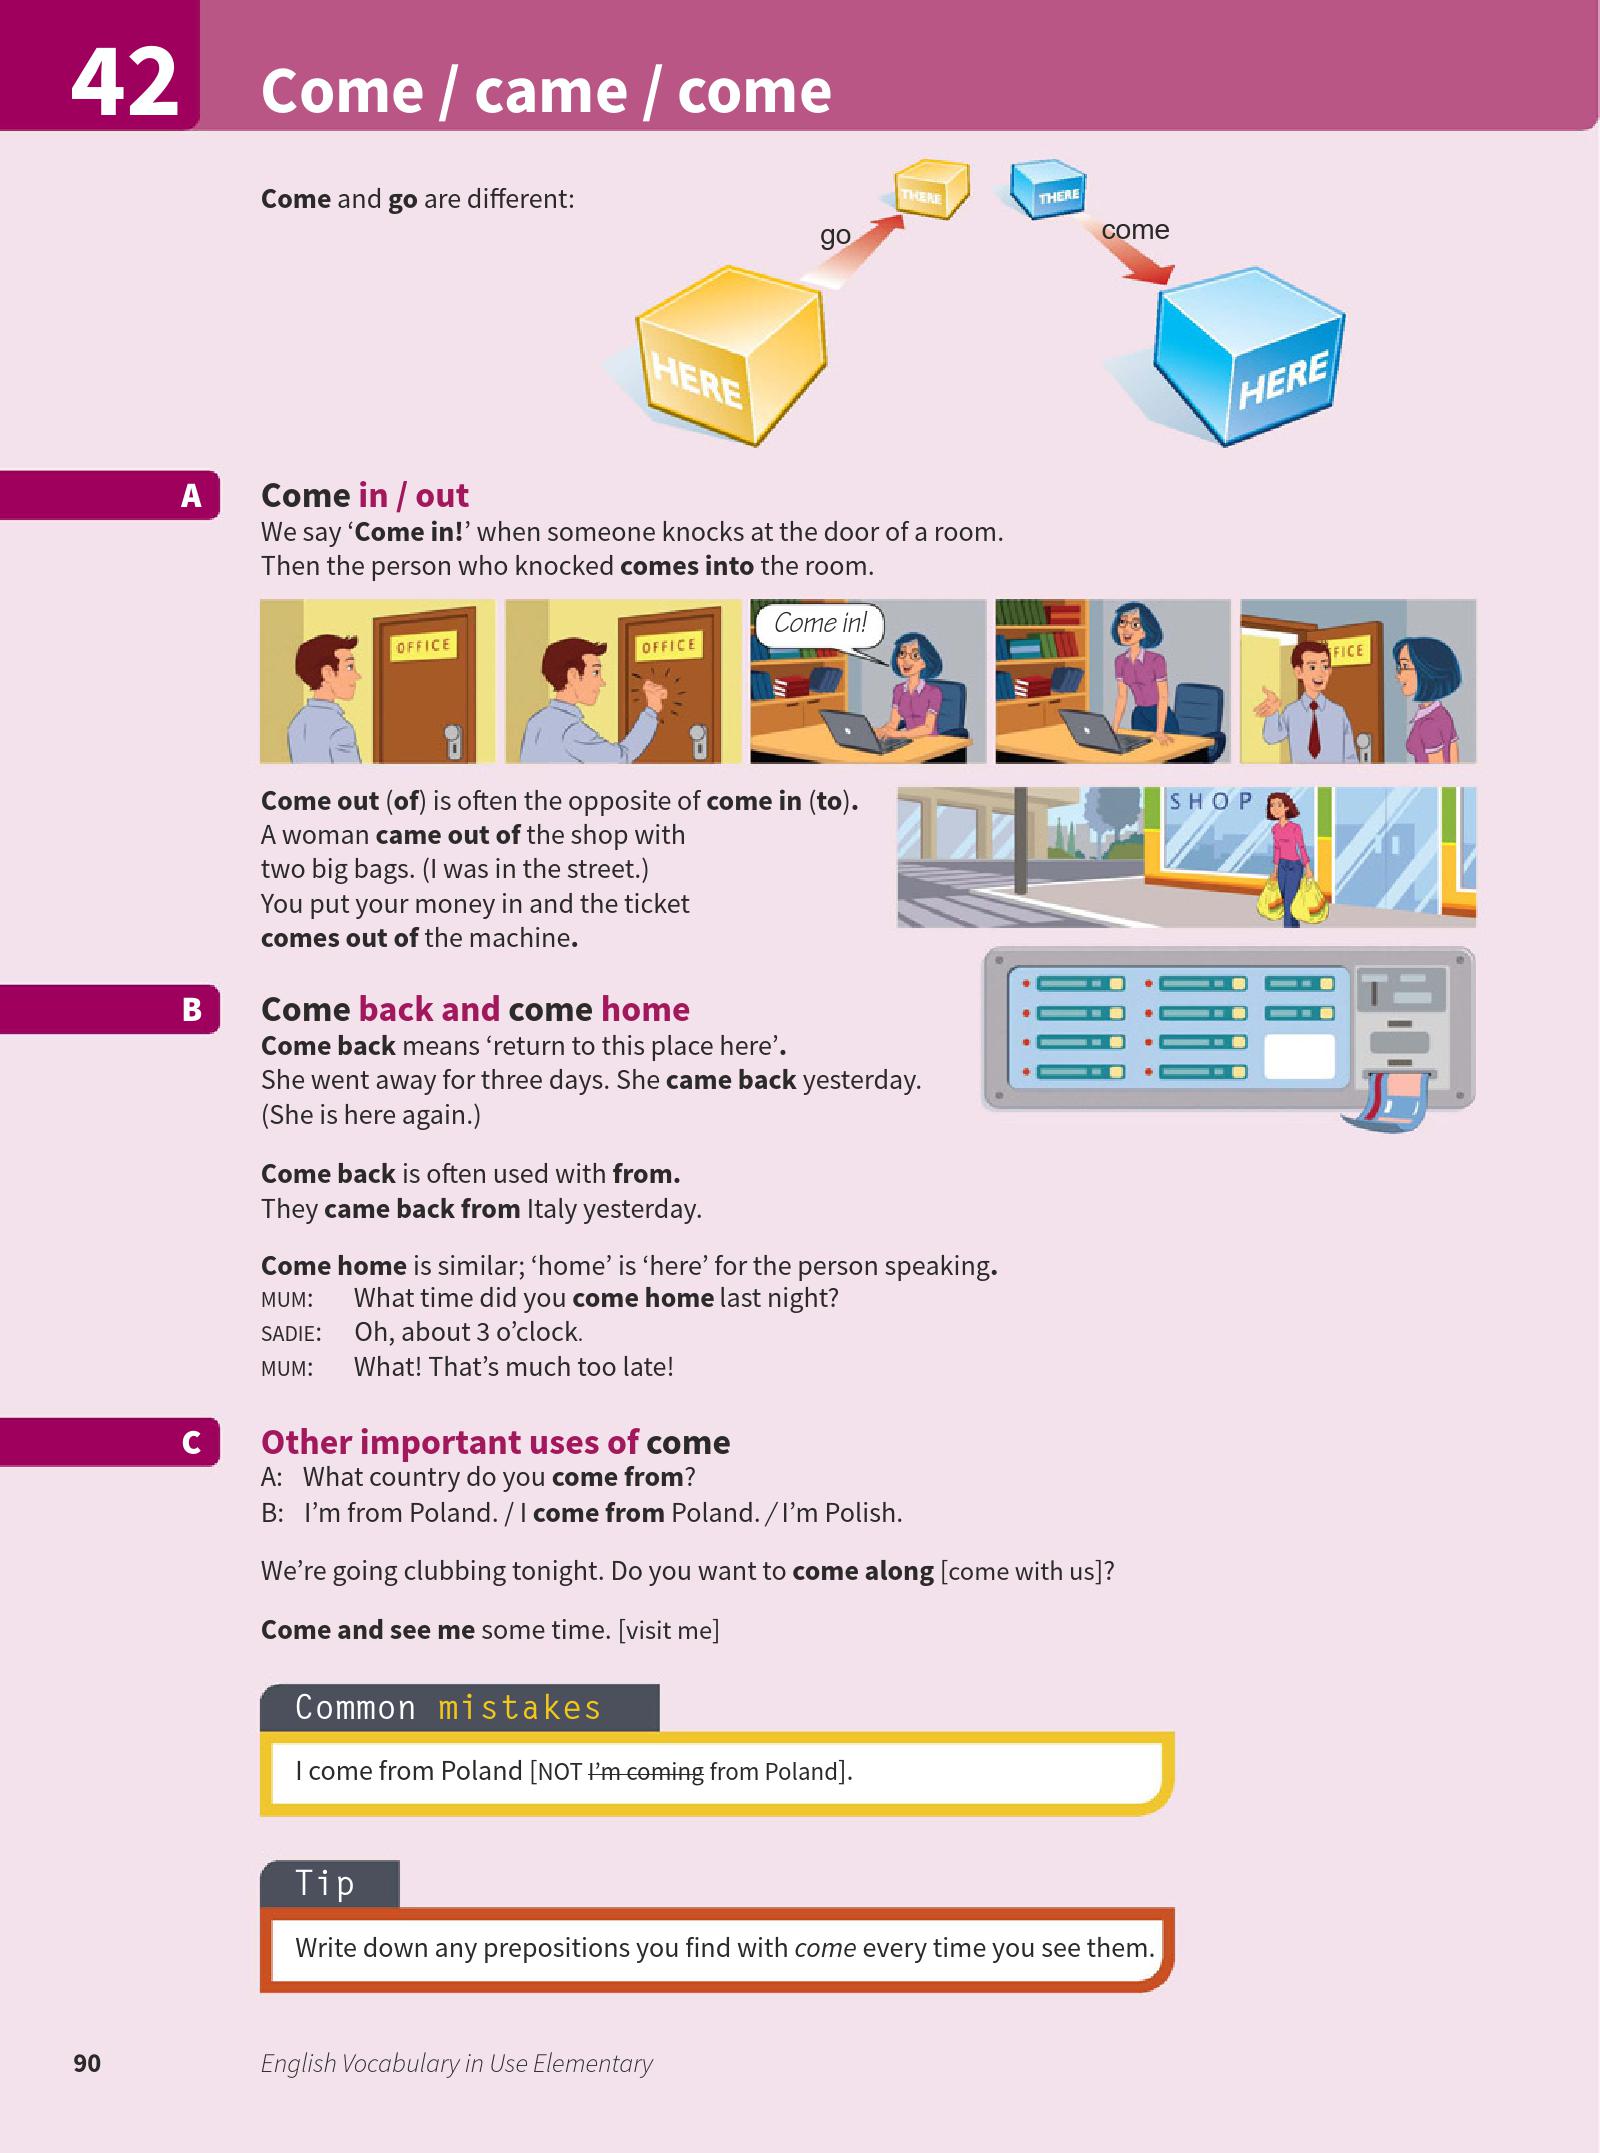 42
Come / came / come
Come and go are different:
THERE
THERE
go
come
HERE
HERE
A
Come in / out
We say ‘Come in!’ when someone knocks at the door of a room.
Then the person who knocked comes into the room.
OFFICE
OFFICE
Come in!
FICE
Come out (of) is often the opposite of come in (to).
A woman came out of the shop with
two big bags. (I was in the street.)
You put your money in and the ticket
comes out of the machine.
SHOP
B
Come back and come home
Come back means ‘return to this place here’.
She went away for three days. She came back yesterday.
(She is here again.)
Come back is often used with from.
They came back from Italy yesterday.
Come home is similar; ‘home’ is ‘here’ for the person speaking.
MUM: What time did you come home last night?
SADIE: Oh, about 3 o’clock.
MUM: What! That’s much too late!
C
Other important uses of come
A: What country do you come from?
B: I’m from Poland. / I come from Poland. / I’m Polish.
We’re going clubbing tonight. Do you want to come along [come with us]?
Come and see me some time. [visit me]
Common mistakes
I come from Poland [NOT I’m coming from Poland].
Tip
Write down any prepositions you find with come every time you see them.
90
English Vocabulary in Use Elementary